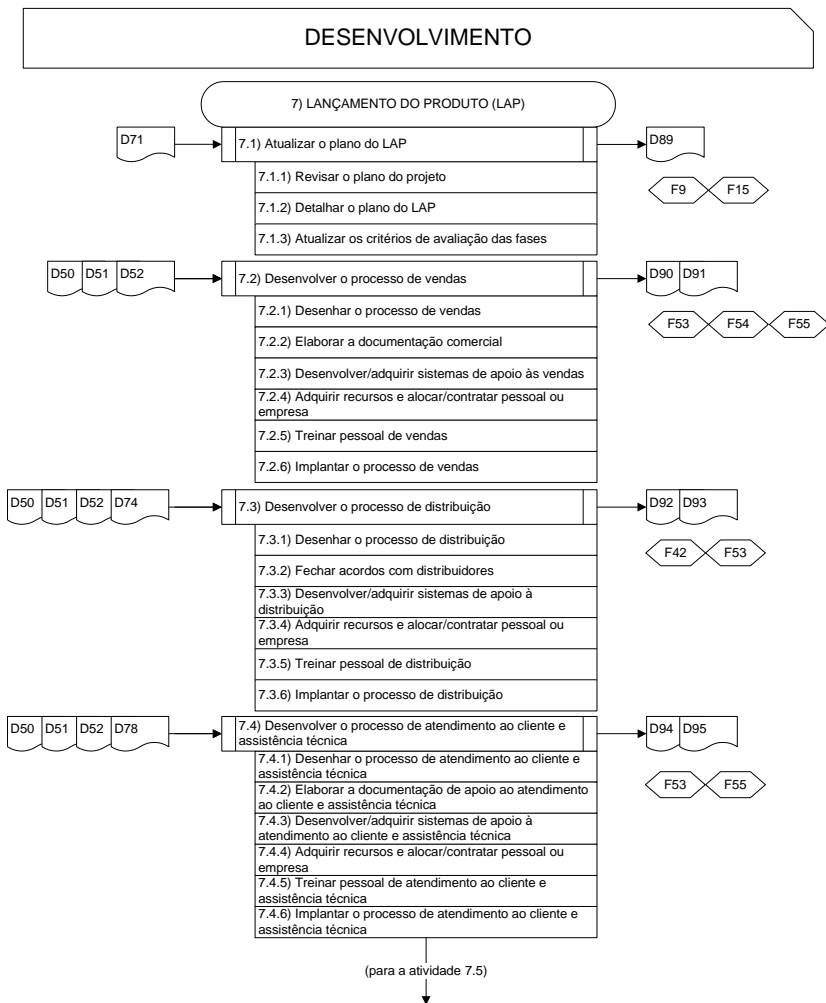 DESENVOLVIMENTO
7) LANÇAMENTO DO PRODUTO (LAP)
D71
7.1) Atualizar o plano do LAP
D89
7.1.1) Revisar o plano do projeto
F9 F15
7.1.2) Detalhar o plano do LAP
7.1.3) Atualizar os critérios de avaliação das fases
D50 D51 D52
7.2) Desenvolver o processo de vendas
D90 D91
7.2.1) Desenhar o processo de vendas
F53 F54 F55
7.2.2) Elaborar a documentação comercial
7.2.3) Desenvolver/adquirir sistemas de apoio às vendas
7.2.4) Adquirir recursos e alocar/contratar pessoal ou
empresa
7.2.5) Treinar pessoal de vendas
7.2.6) Implantar o processo de vendas
D50 D51 D52 D74
7.3) Desenvolver o processo de distribuição
D92 D93
7.3.1) Desenhar o processo de distribuição
F42 F53
7.3.2) Fechar acordos com distribuidores
7.3.3) Desenvolver/adquirir sistemas de apoio à
distribuição
7.3.4) Adquirir recursos e alocar/contratar pessoal ou
empresa
7.3.5) Treinar pessoal de distribuição
7.3.6) Implantar o processo de distribuição
D50 D51 D52 D78
7.4) Desenvolver o processo de atendimento ao cliente e
assistência técnica
D94 D95
7.4.1) Desenhar o processo de atendimento ao cliente e
assistência técnica
F53 F55
7.4.2) Elaborar a documentação de apoio ao atendimento
ao cliente e assistência técnica
7.4.3) Desenvolver/adquirir sistemas de apoio à
atendimento ao cliente e assistência técnica
7.4.4) Adquirir recursos e alocar/contratar pessoal ou
empresa
7.4.5) Treinar pessoal de atendimento ao cliente e
assistência técnica
7.4.6) Implantar o processo de atendimento ao cliente e
assistência técnica
(para a atividade 7.5)